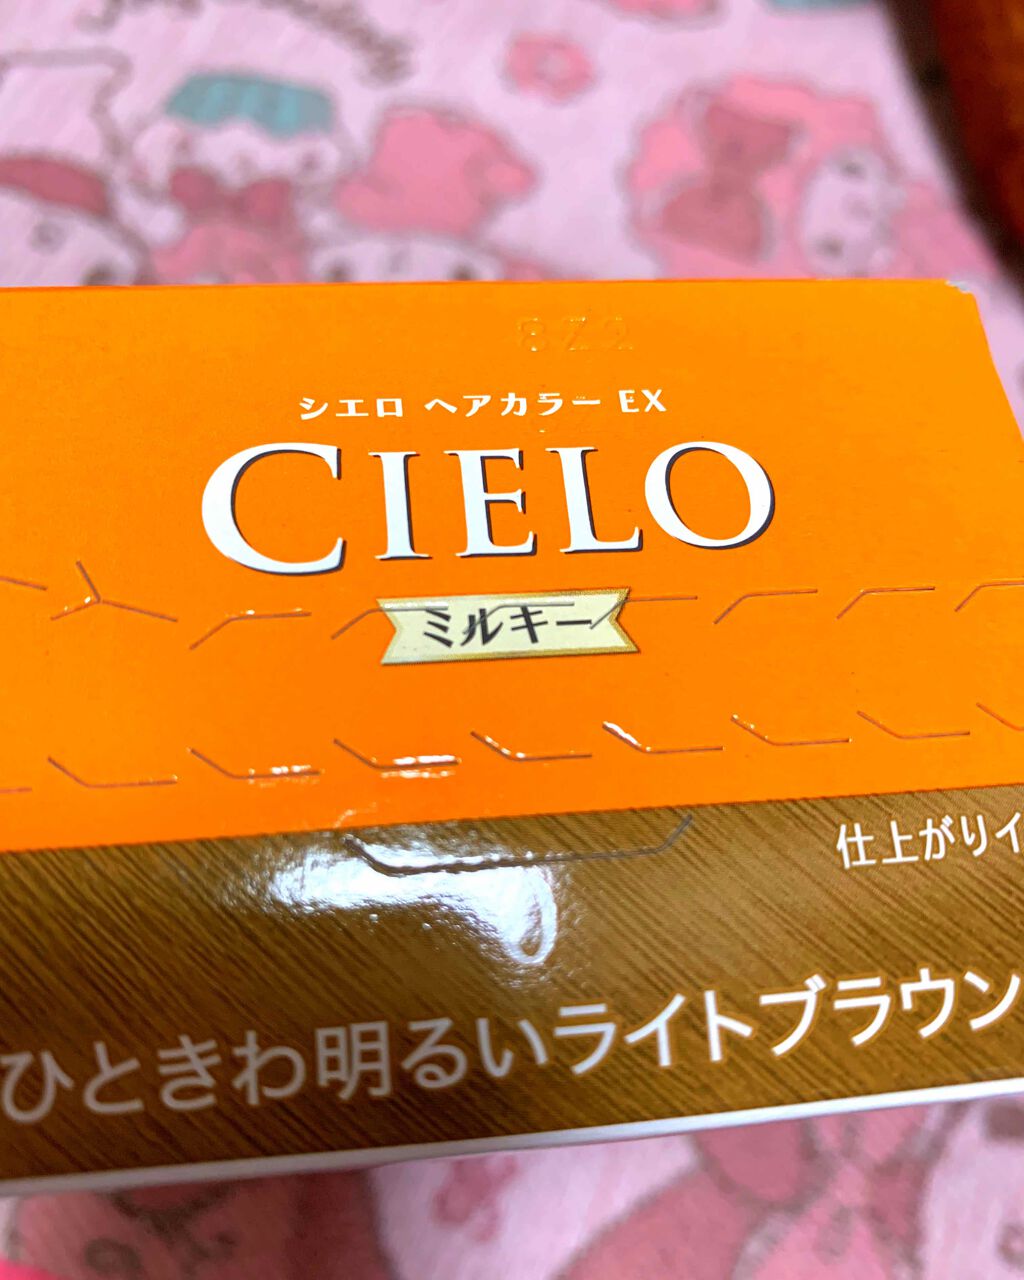 8Z2
シエロ ヘアカラー EX
CIELO
ミルキー
仕上がりイ
ひときわ明るいライトブラウン